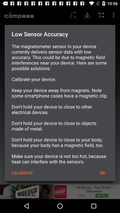 10:56
compass
Low Sensor Accuracy
The magnetometer sensor in your device
currently delivers sensor data with low
accuracy. This could be due to magnetic field
interferences near your device. Here are some
possible solutions:
Calibrate your device.
Keep your device away from magnets. Note
some smartphone cases have a magnetic clip.
Don't hold your device to close to other
electrical devices.
Don't hold your device to close to objects
made of metal.
Don't hold your device to close to your body,
because your body has a magnetic field, too.
Make sure your device is not too hot, because
heat can interfere with the sensors.
CALIBRATE
OK